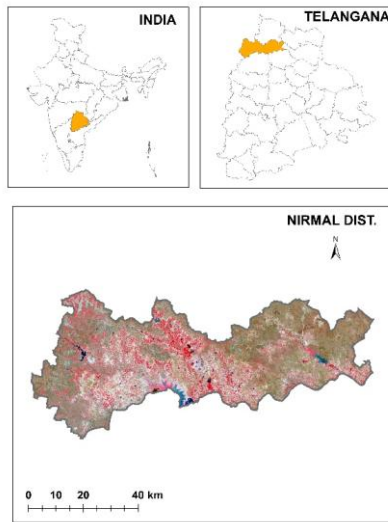 INDIA
TELANGANA
NIRMAL DIST.
N
0 10 20 40 km